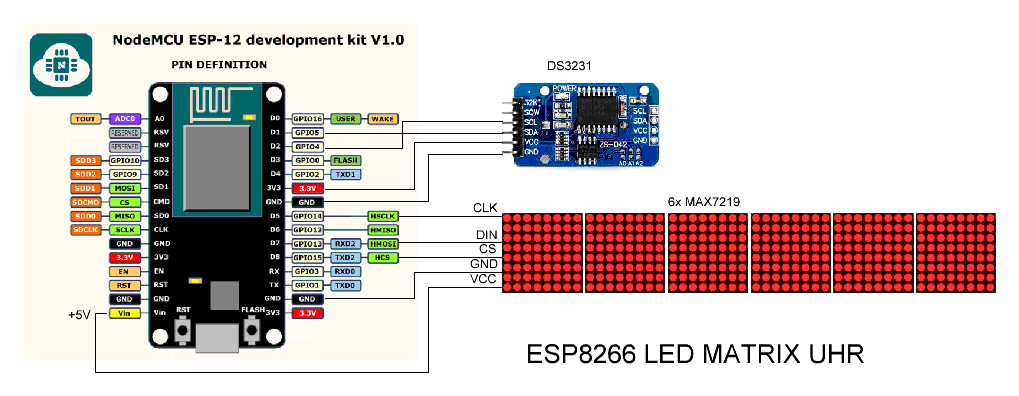 NodeMCU ESP-12 development kit V1.0
PIN DEFINITION
N
TOUT ADC0 A0 D0 GPIO16 USER WAKE
RESERVED RSV D1 GPIO5
RESERVED RSV D2 GPIO4
SDD3 GPIO10 SD3 D3 GPIO0 FLASH
SDD2 GPIO9 SD2 D4 GPIO2 TXD1
SDD1 MOSI SD1 3V3 3.3V
SDCMD CS CMD GND GND
SDD0 MISO SD0 D5 GPIO14 HSCLK
SDCLK SCLK CLK D6 GPIO12 HMISO
GND GND D7 GPIO13 RXD2 HMOSI
3.3V 3V3 D8 GPIO15 TXD2 HCS
EN EN RX GPIO3 RXD0
RST RST TX GPIO1 TXD0
GND GND GND GND
+5V Vin Vin 3V3 3.3V
RST FLASH
DS3231
POWER
32K
SQW
SCL
SDA
VCC
GND
SCL
SDA
VCC
GND
ZS-042
A0 A1 A2
6x MAX7219
CLK
DIN
CS
GND
VCC
ESP8266 LED MATRIX UHR